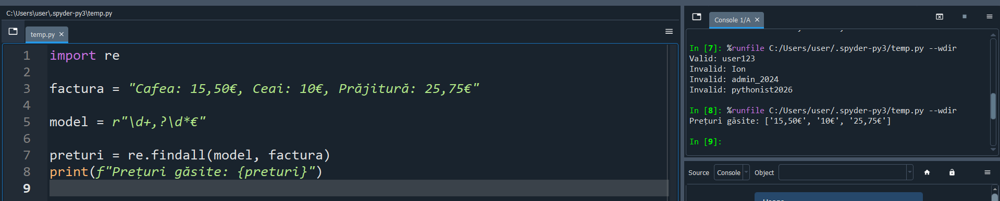 C:\Users\user\.spyder-py3\temp.py
temp.py
1 import re
2
3 factura = "Cafea: 15,50€, Ceai: 10€, Prăjitură: 25,75€"
4
5 model = r"\d+,?\d*€"
6
7 preturi = re.findall(model, factura)
8 print(f"Prețuri găsite: {preturi}")
9
Console 1/A
In [7]: %runfile C:/Users/user/.spyder-py3/temp.py --wdir
Valid: user123
Invalid: Ion
Invalid: admin_2024
Invalid: pythonist2026
In [8]: %runfile C:/Users/user/.spyder-py3/temp.py --wdir
Prețuri găsite: ['15,50€', '10€', '25,75€']
In [9]:
Source Console Object